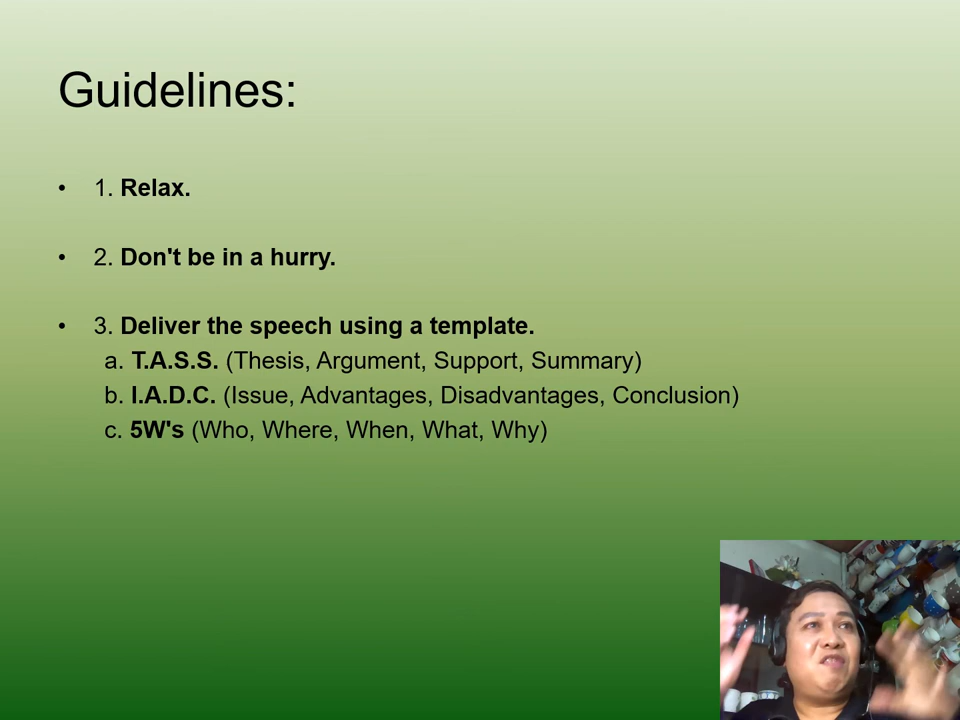 Guidelines:
• 1. Relax.
• 2. Don't be in a hurry.
• 3. Deliver the speech using a template.
a. T.A.S.S. (Thesis, Argument, Support, Summary)
b. I.A.D.C. (Issue, Advantages, Disadvantages, Conclusion)
c. 5W's (Who, Where, When, What, Why)